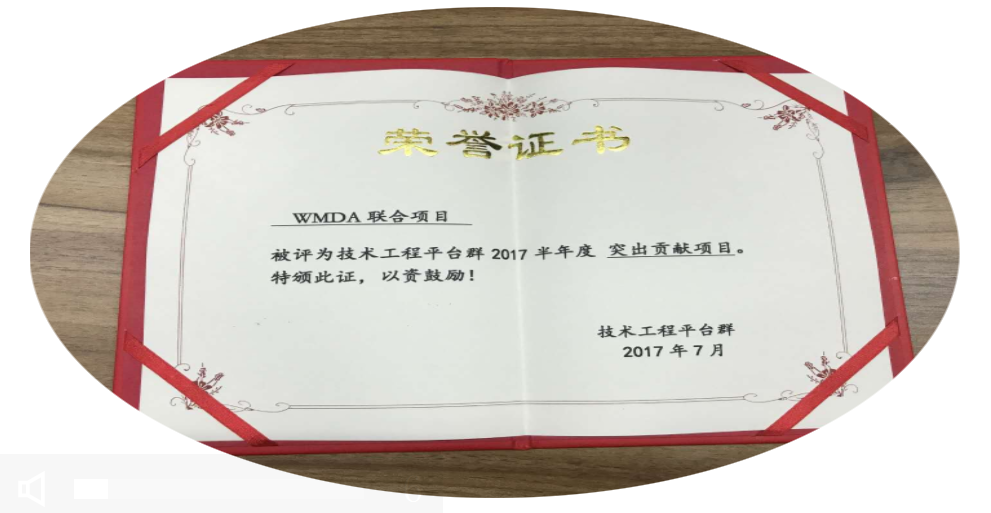 荣誉证书
WMDA 联合项目
被评为技术工程平台群 2017 半年度 突出贡献项目。
特颁此证，以资鼓励！
技术工程平台群
2017 年 7 月